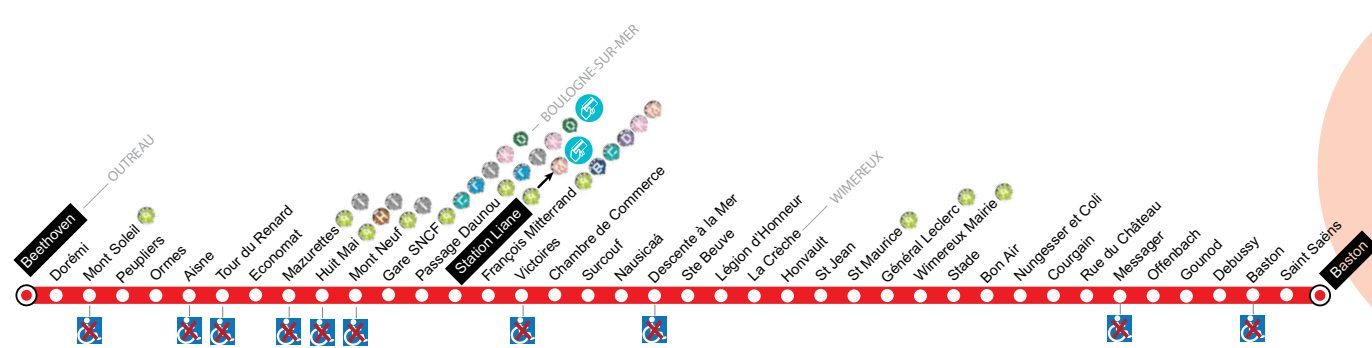 OUTREAU
BOULOGNE-SUR-MER
WIMEREUX
Beethoven
Dorémi
Mont Soleil
Peupliers
Ormes
Aisne
Tour du Renard
Economat
Mazurettes
Huit Mai
Mont Neuf
Gare SNCF
Passage Daunou
Station Liane
François Mitterrand
Victoires
Chambre de Commerce
Surcouf
Nausicaá
Descente à la Mer
Ste Beuve
Légion d'Honneur
La Crèche
Honvault
St Jean
St Maurice
Général Leclerc
Wimereux Mairie
Stade
Bon Air
Nungesser et Coli
Courgain
Rue du Château
Messager
Offenbach
Gounod
Debussy
Baston
Saint Saëns
Baston